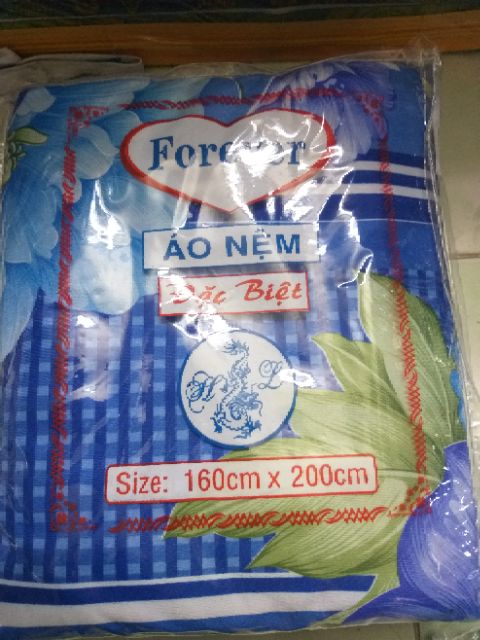 Forever
ÁO NỆM
Đặc Biệt
H L
Size: 160cm x 200cm